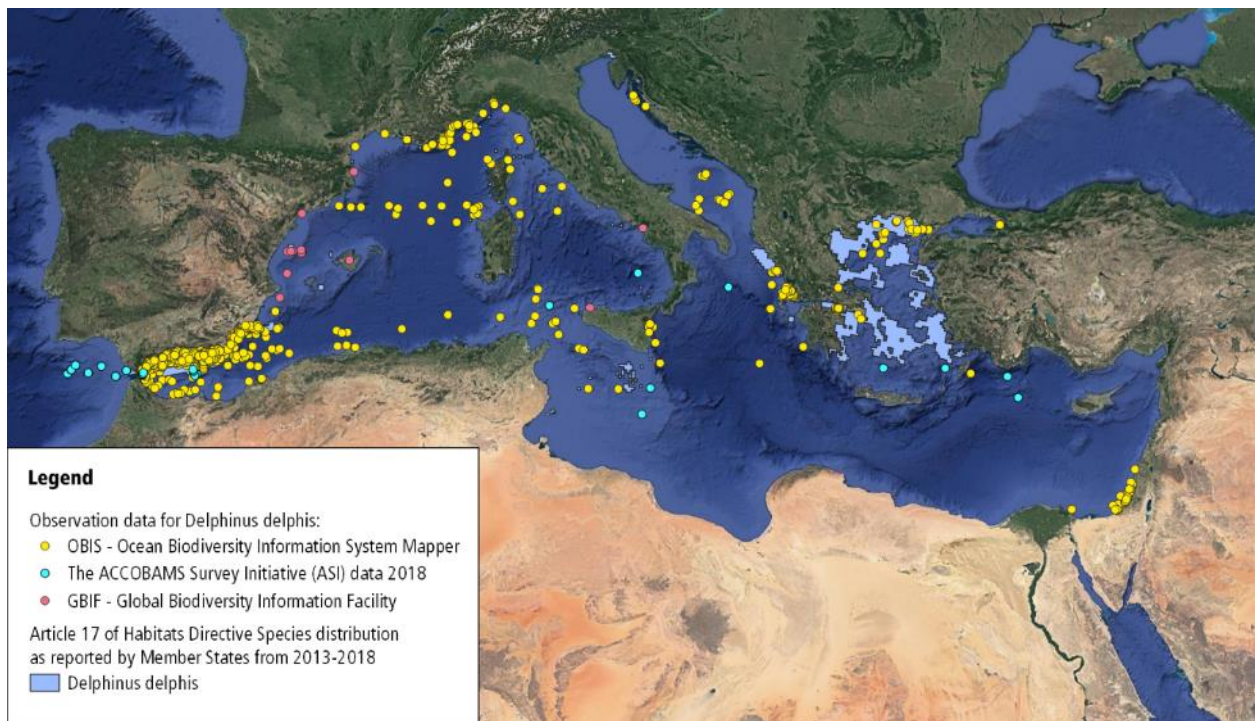 Legend
Observation data for Delphinus delphis:
OBIS - Ocean Biodiversity Information System Mapper
The ACCOBAMS Survey Initiative (ASI) data 2018
GBIF - Global Biodiversity Information Facility
Article 17 of Habitats Directive Species distribution
as reported by Member States from 2013-2018
Delphinus delphis